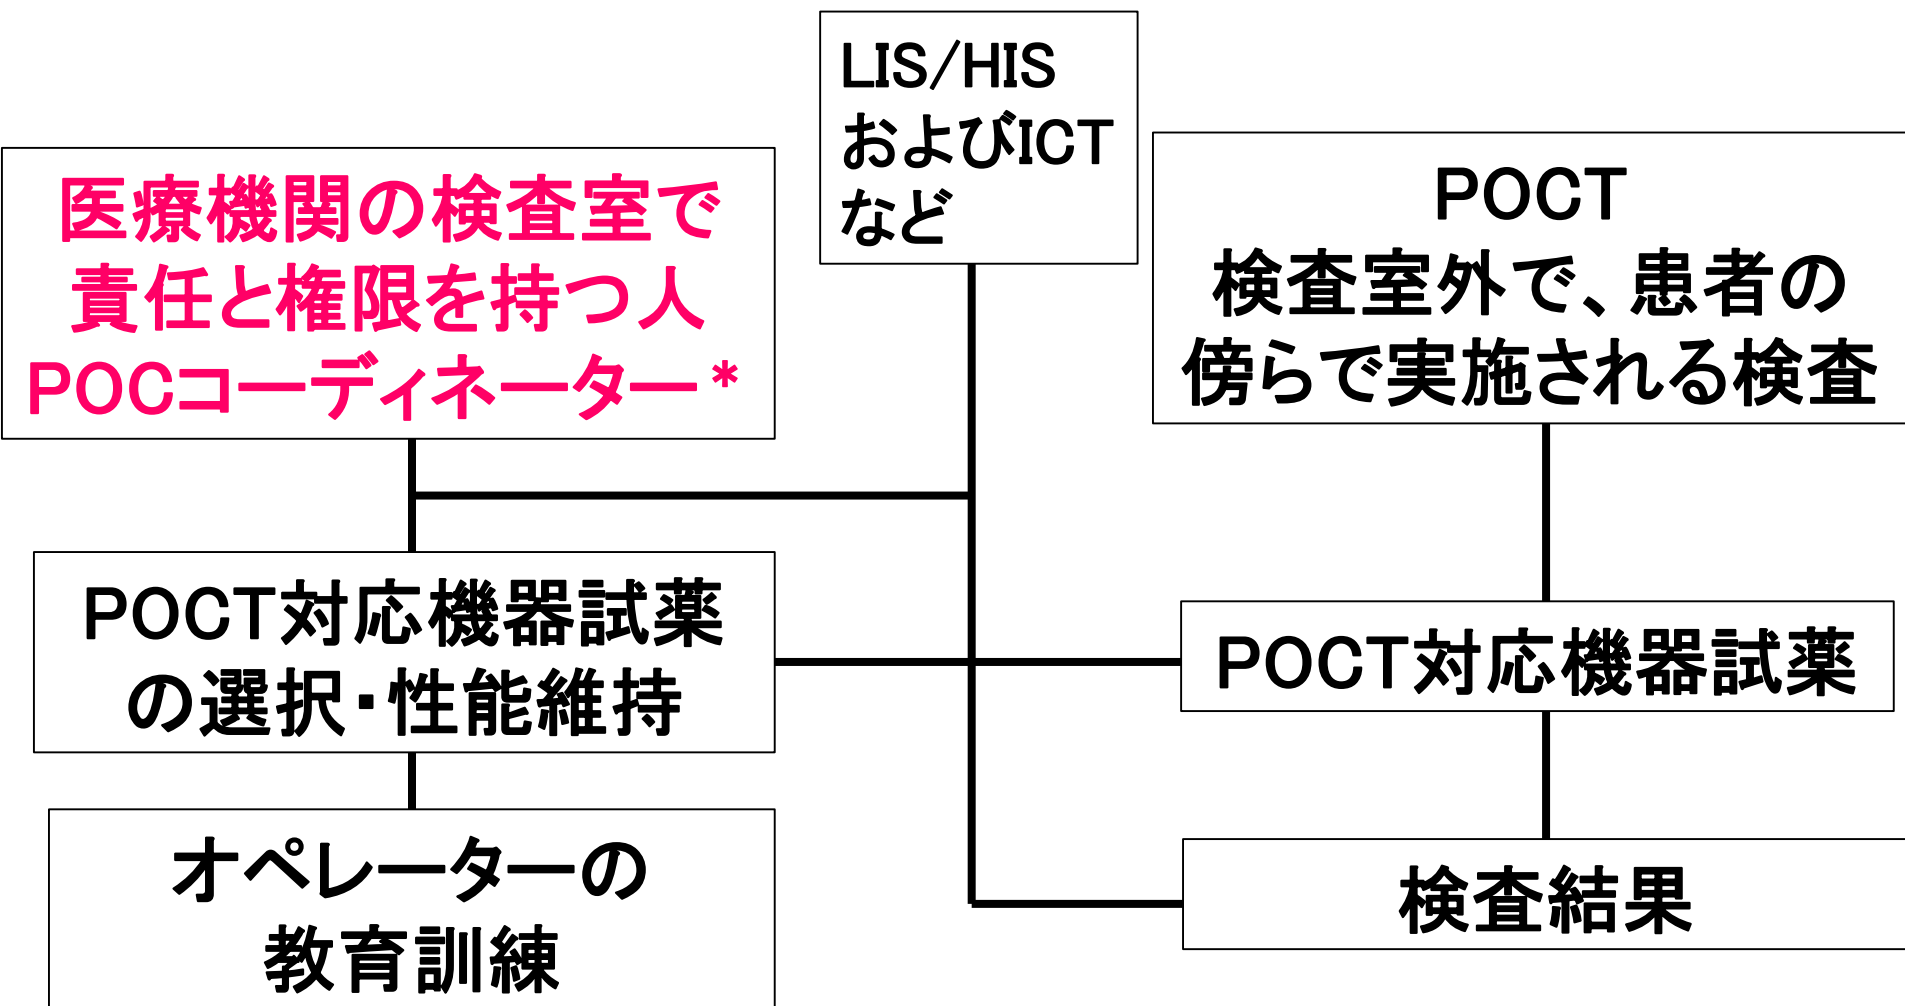 LIS/HIS
およびICT
など
医療機関の検査室で
責任と権限を持つ人
POCコーディネーター*
POCT
検査室外で、患者の
傍らで実施される検査
POCT対応機器試薬
の選択・性能維持
POCT対応機器試薬
オペレーターの
教育訓練
検査結果